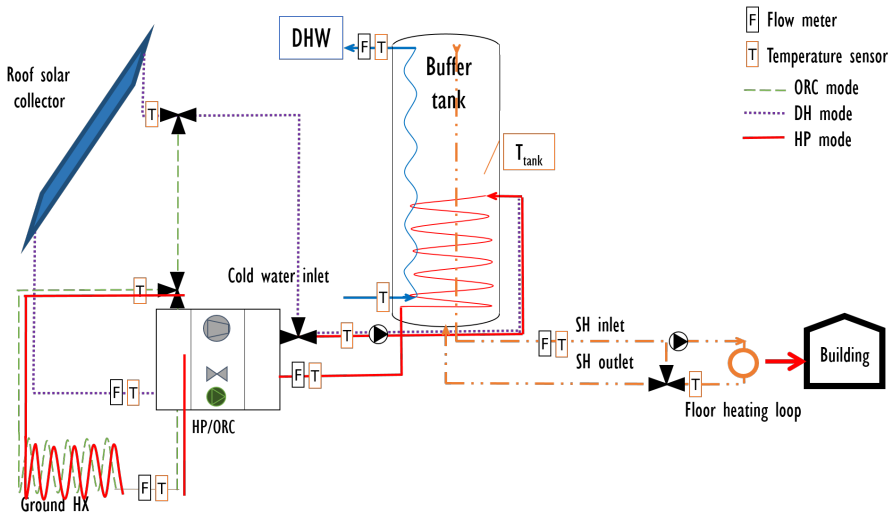 DHW
F
T
F Flow meter
T Temperature sensor
ORC mode
DH mode
HP mode
Roof solar
collector
Buffer
tank
T
T
tank
Cold water inlet
T
T
T
SH inlet
F
T
SH outlet
Building
F
T
T
Floor heating loop
F
T
HP/ORC
F
T
Ground HX